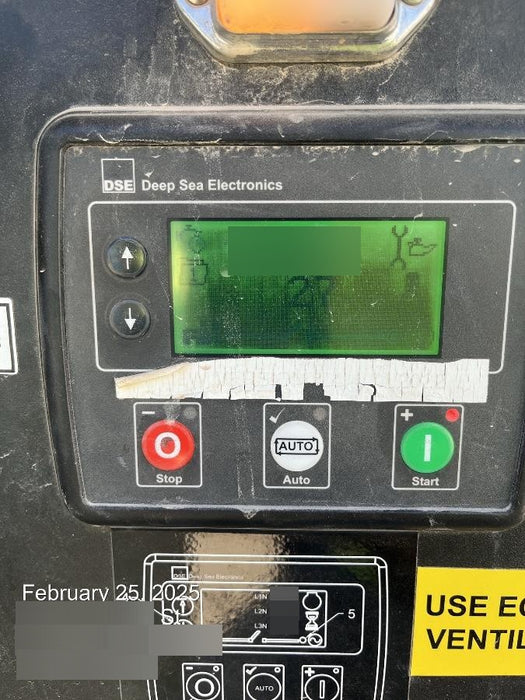 DSE Deep Sea Electronics
27
O
AUTO
I
Stop
Auto
Start
February 25, 2025
DSE Deep Sea Electronics
L1N
L2N
L3N
5
AUTO
USE
VENTIL